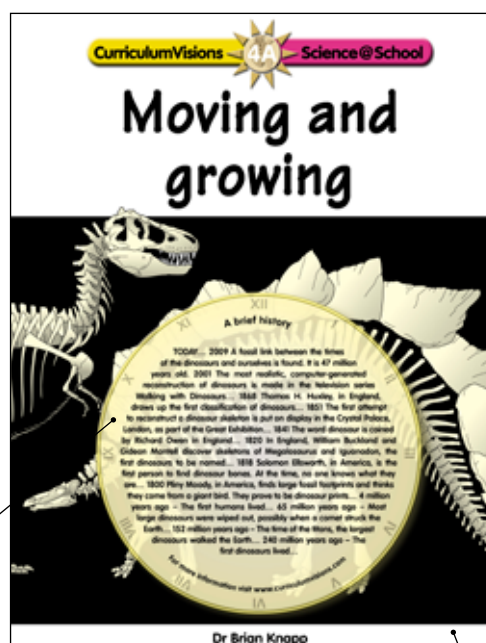 CurriculumVisions 4A Science@School
Moving and
growing
XII
XI
A brief history
TODAY... 2009 A fossil link between the times
of the dinosaurs and ourselves is found. It is 47 million
years old. 2001 The most realistic, computer-generated
reconstruction of dinosaurs is made in the television series
Walking with Dinosaurs... 1868 Thomas H. Huxley, in England,
draws up the first classification of dinosaurs... 1851 The first attempt
to reconstruct a dinosaur skeleton is put on display in the Crystal Palace,
London, as part of the Great Exhibition... 1841 The word dinosaur is coined
by Richard Owen in England... 1820 In England, William Buckland and
Gideon Mantell discover skeletons of Megalosaurus and Iguanodon, the
first dinosaurs to be named... 1818 Solomon Ellsworth, in America, is the
first person to find dinosaur bones. At the time, no one knows what they
are... 1800 Pliny Moody, in America, finds large fossil footprints and thinks
they come from a giant bird. They prove to be dinosaur prints... 4 million
years ago – The first humans lived... 65 million years ago – Most
large dinosaurs were wiped out, possibly when a comet struck the
Earth... 152 million years ago – The time of the titans, the largest
dinosaurs walked the Earth... 240 million years ago – The
first dinosaurs lived...
For more information visit www.curriculumvisions.com
VI
Dr Brian Knapp